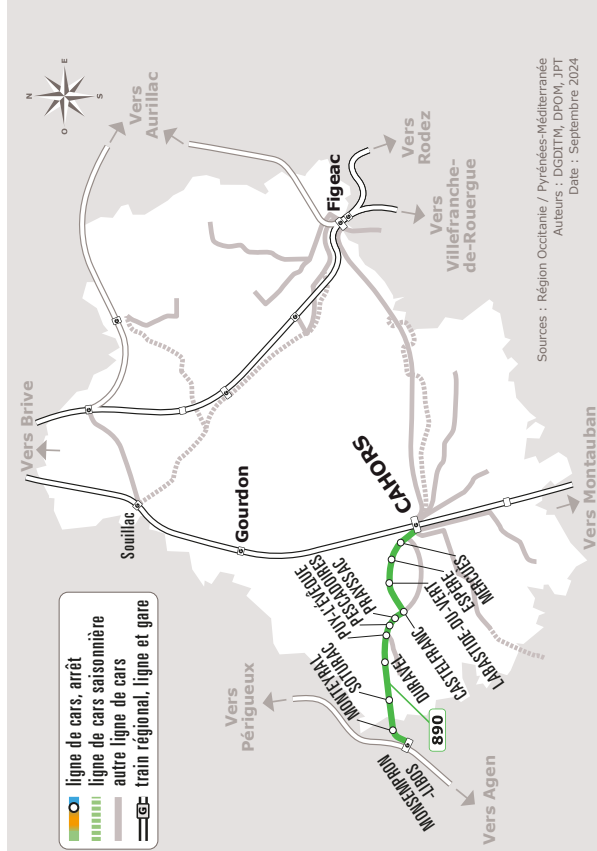 ligne de cars, arrêt
ligne de cars saisonnière
autre ligne de cars
G
train régional, ligne et gare
N
E
S
O
Vers
Aurillac
Vers Brive
Souillac
Gourdon
Figeac
Vers
Rodez
Vers
Villefranche-
de-Rouergue
Vers
Périgueux
CAHORS
MONSEMPRON
-LIBOS
MONTEYRAL
SOTURAC
DURAVEL
PUY-L'ÉVÊQUE
PESCADOIRES
PRAYSSAC
CASTELFRANC
LABASTIDE-DU-VERT
ESPÈRE
MERCUÈS
890
Vers Agen
Vers Montauban
Sources : Région Occitanie / Pyrénées-Méditerranée
Auteurs : DGDITM, DPOM, JPT
Date : Septembre 2024